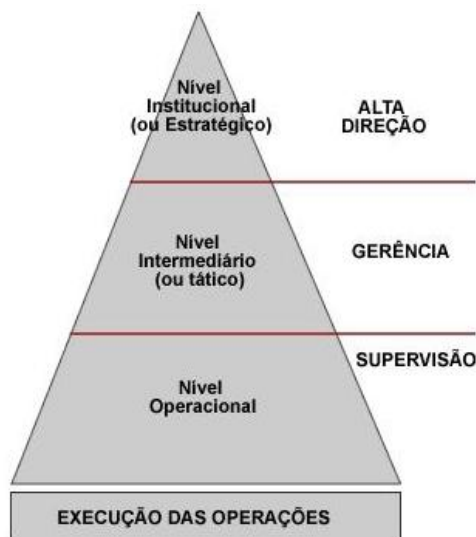 Nível
Institucional
(ou Estratégico)
ALTA
DIREÇÃO
Nível
Intermediário
(ou tático)
GERÊNCIA
SUPERVISÃO
Nível
Operacional
EXECUÇÃO DAS OPERAÇÕES